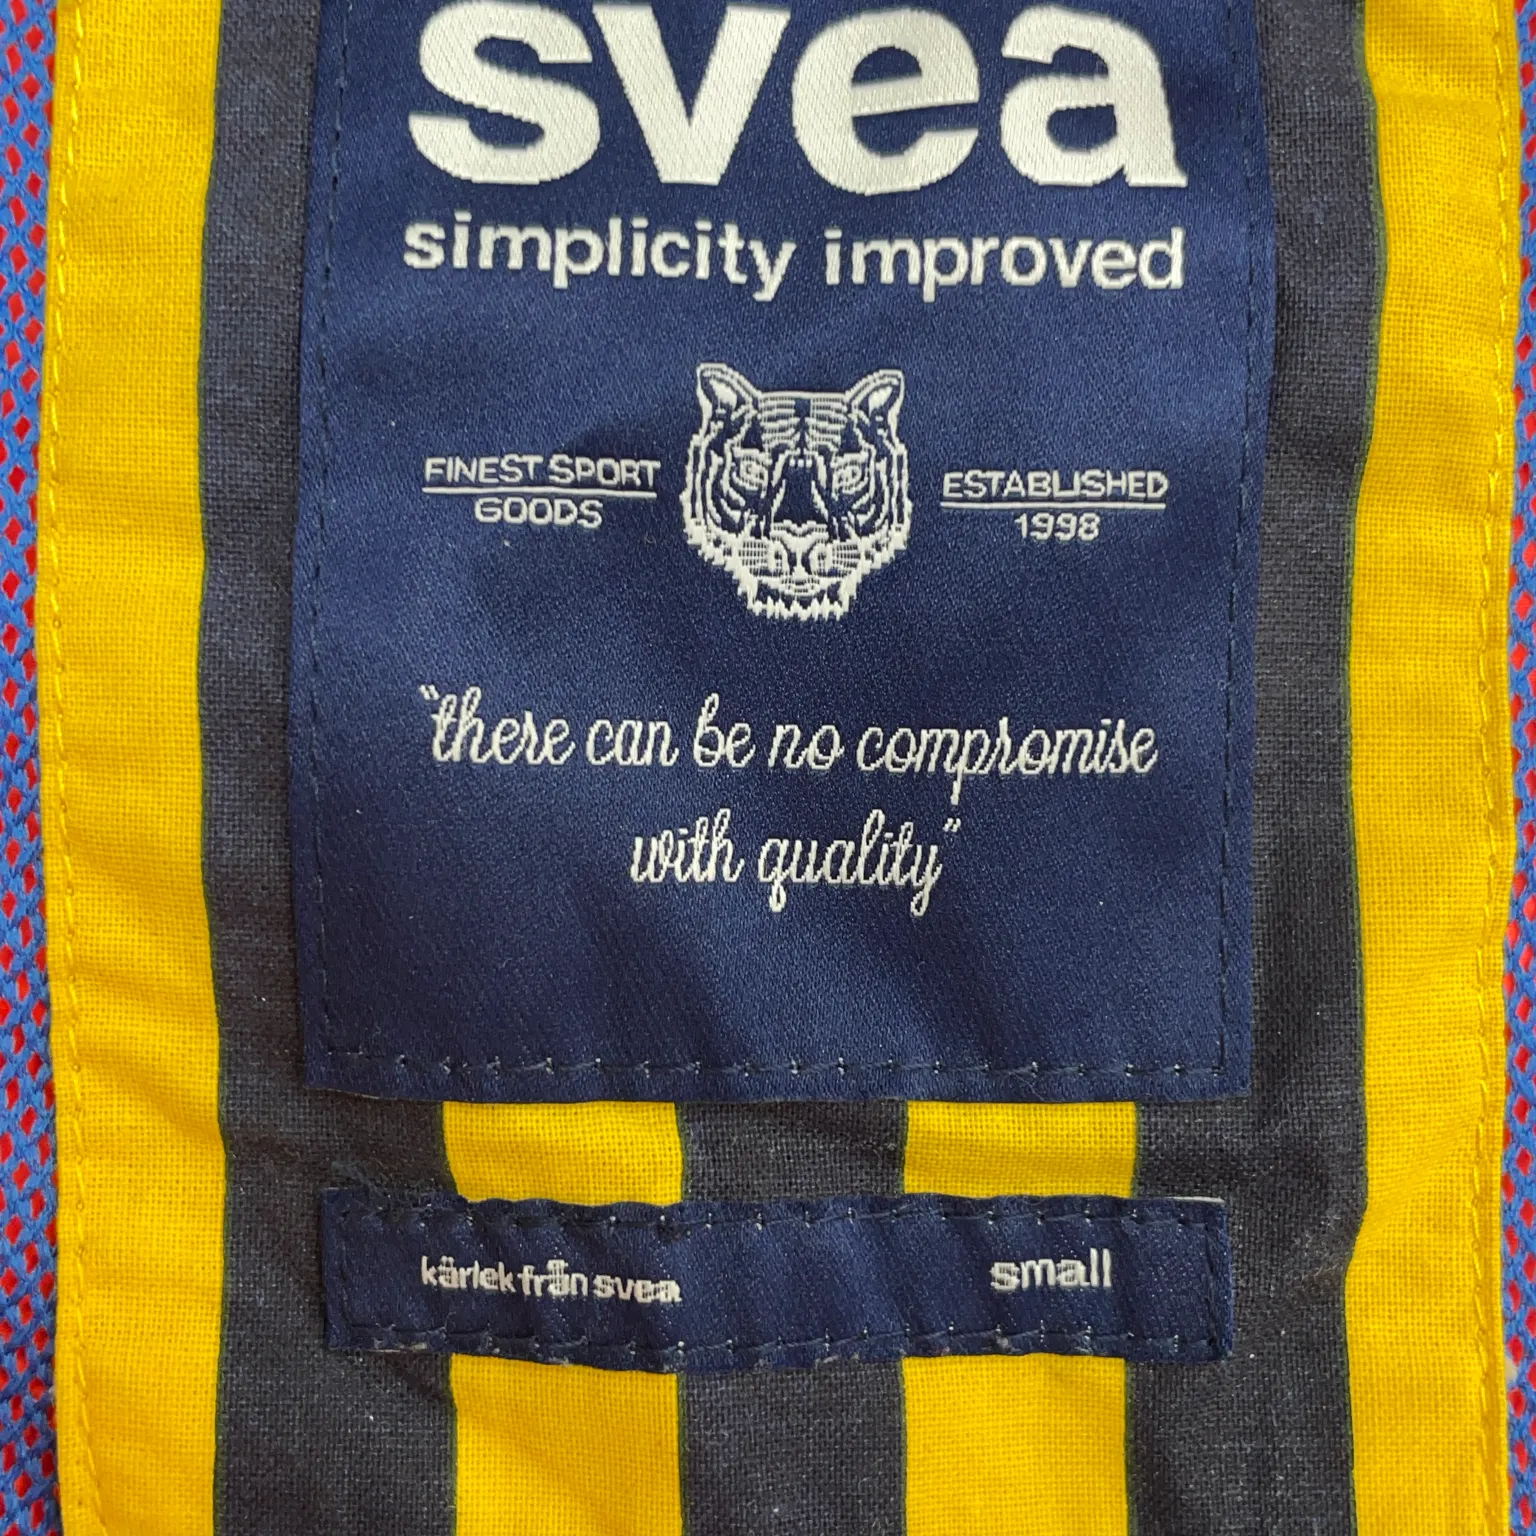 svea
simplicity improved
FINEST SPORT
GOODS
ESTABLISHED
1998
“there can be no compromise
with quality”
kärlek från svea
small